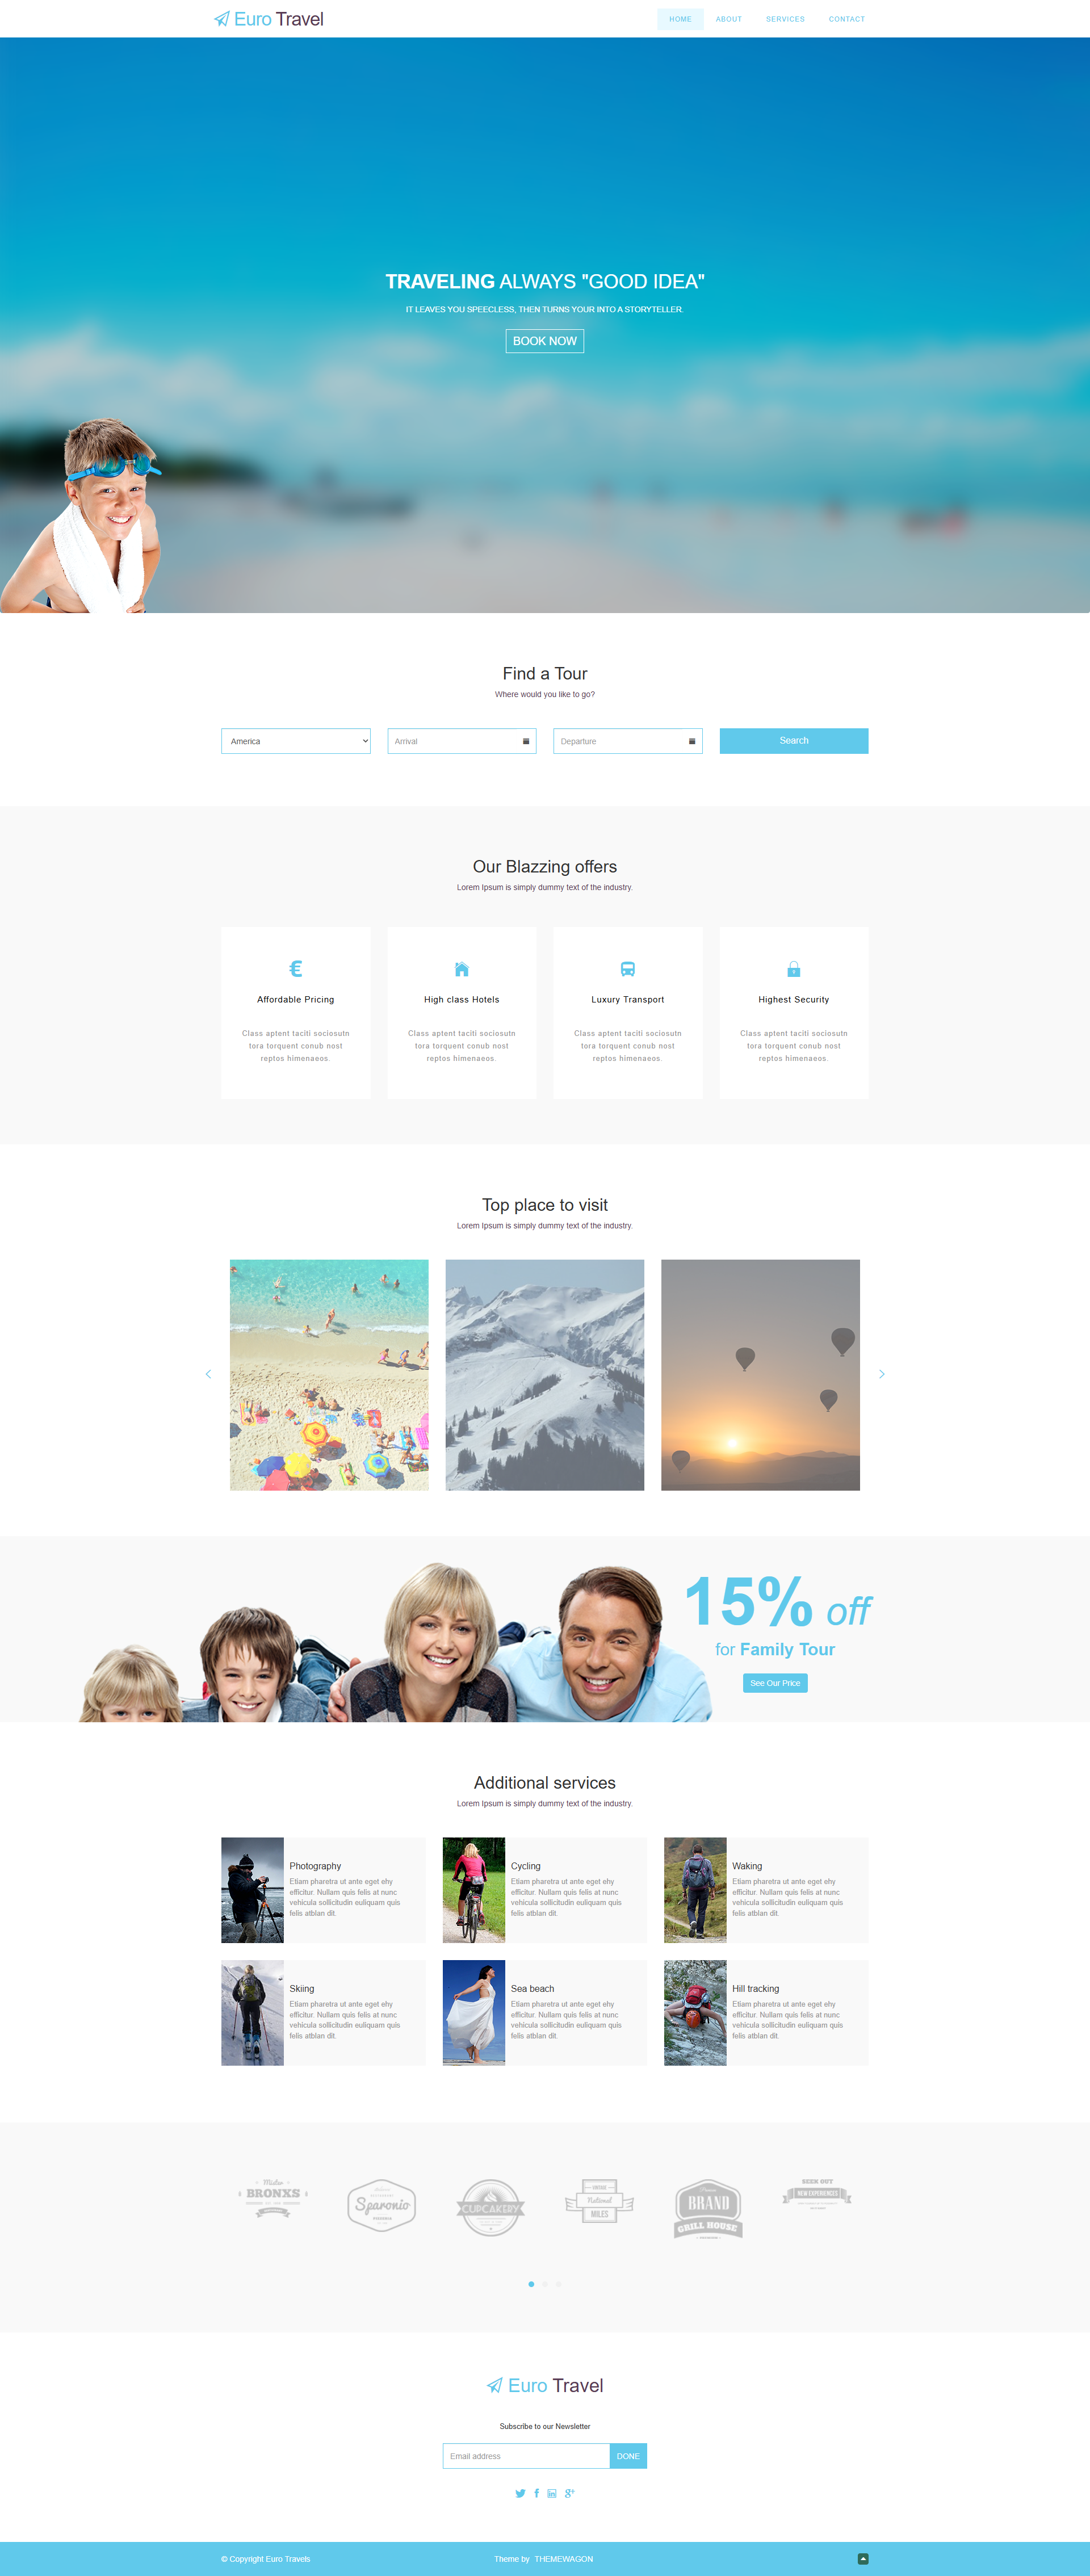 Euro Travel
HOME ABOUT SERVICES CONTACT
TRAVELING ALWAYS "GOOD IDEA"
IT LEAVES YOU SPEECLESS, THEN TURNS YOUR INTO A STORYTELLER.
BOOK NOW
Find a Tour
Where would you like to go?
America Arrival Departure Search
Our Blazzing offers
Lorem Ipsum is simply dummy text of the industry.
Affordable Pricing
Class aptent taciti sociosutn
tora torquent conub nost
reptos himenaeos.
High class Hotels
Class aptent taciti sociosutn
tora torquent conub nost
reptos himenaeos.
Luxury Transport
Class aptent taciti sociosutn
tora torquent conub nost
reptos himenaeos.
Highest Security
Class aptent taciti sociosutn
tora torquent conub nost
reptos himenaeos.
Top place to visit
Lorem Ipsum is simply dummy text of the industry.
15% off
for Family Tour
See Our Price
Additional services
Lorem Ipsum is simply dummy text of the industry.
Photography
Etiam pharetra ut ante eget ehy
efficitur. Nullam quis felis at nunc
vehicula sollicitudin euliquam quis
felis atblan dit.
Cycling
Etiam pharetra ut ante eget ehy
efficitur. Nullam quis felis at nunc
vehicula sollicitudin euliquam quis
felis atblan dit.
Waking
Etiam pharetra ut ante eget ehy
efficitur. Nullam quis felis at nunc
vehicula sollicitudin euliquam quis
felis atblan dit.
Skiing
Etiam pharetra ut ante eget ehy
efficitur. Nullam quis felis at nunc
vehicula sollicitudin euliquam quis
felis atblan dit.
Sea beach
Etiam pharetra ut ante eget ehy
efficitur. Nullam quis felis at nunc
vehicula sollicitudin euliquam quis
felis atblan dit.
Hill tracking
Etiam pharetra ut ante eget ehy
efficitur. Nullam quis felis at nunc
vehicula sollicitudin euliquam quis
felis atblan dit.
Mister
BRONXS
Sparonio
CUPCAKERY
VINTAGE
National
MILES
BRAND
GRILL HOUSE
SEEK OUT
NEW EXPERIENCES
Euro Travel
Subscribe to our Newsletter
Email address DONE
© Copyright Euro Travels
Theme by THEMEWAGON